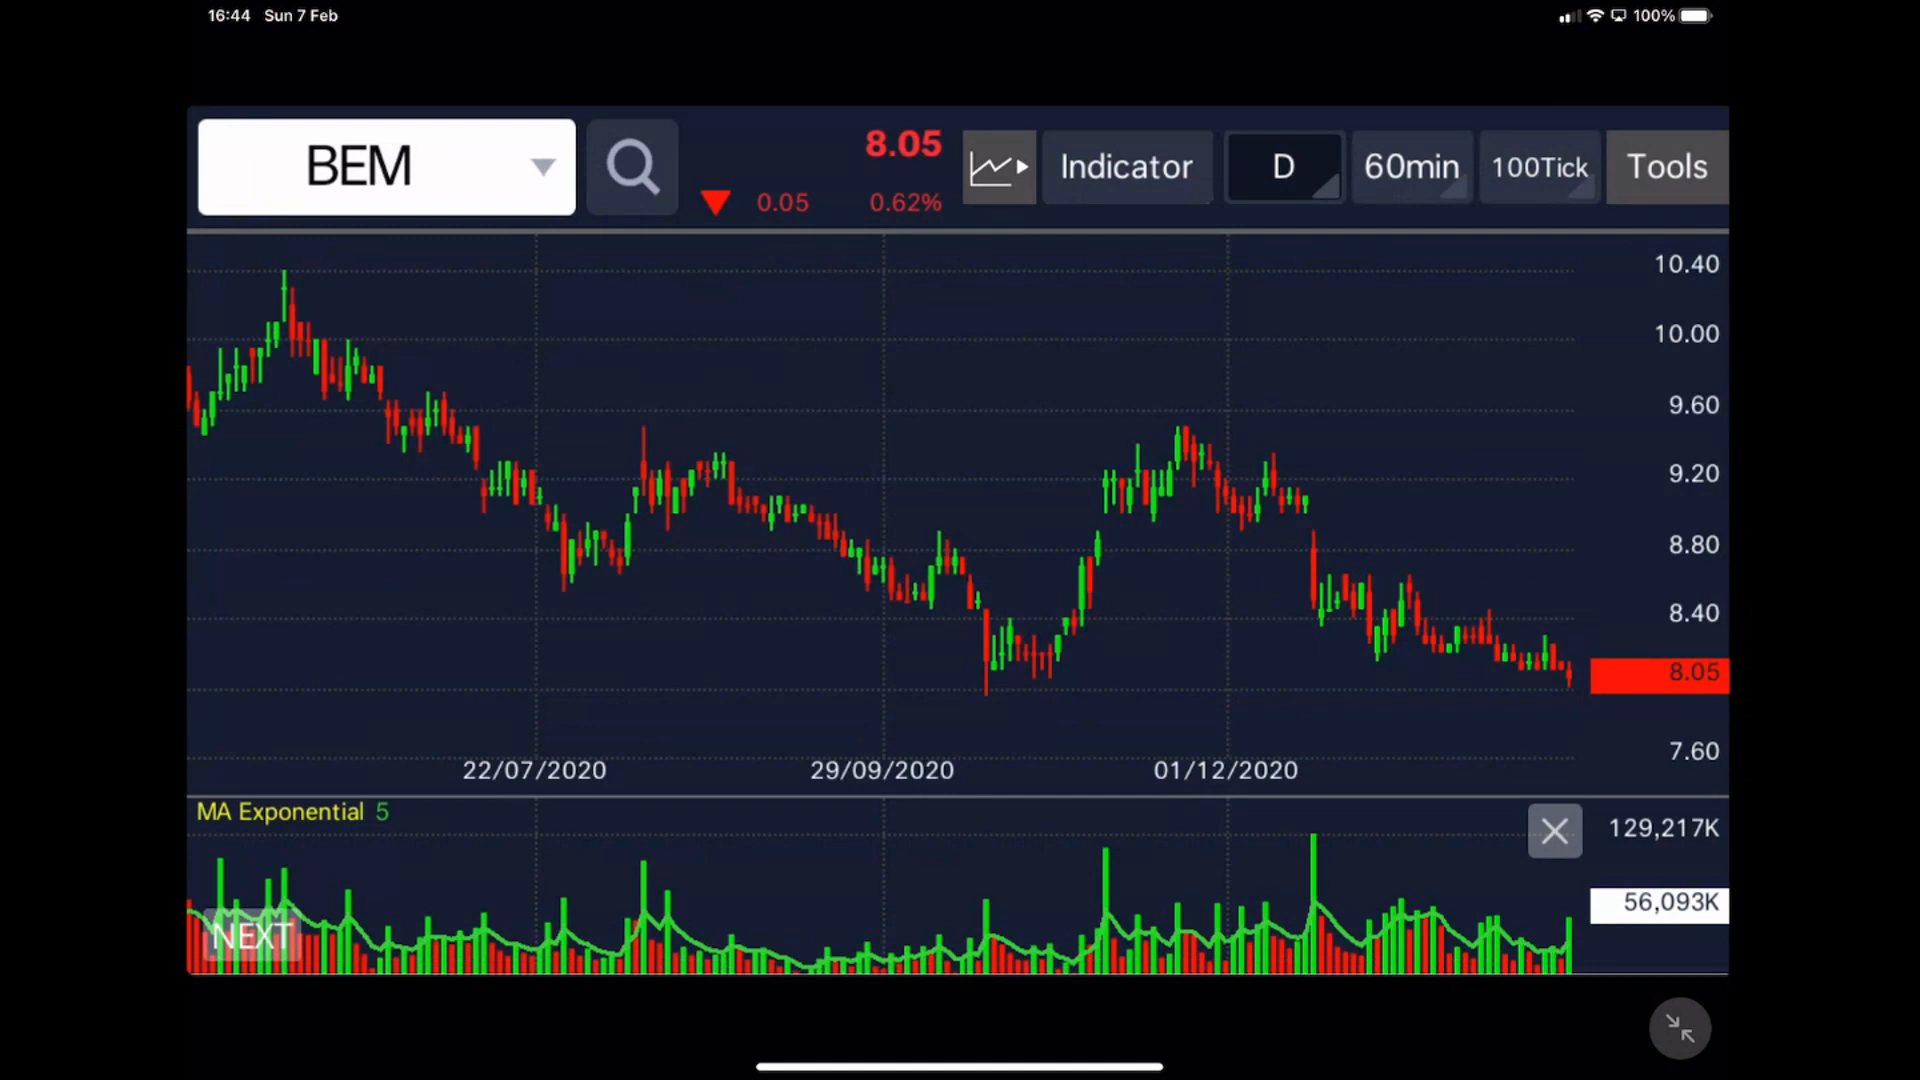 16:44 Sun 7 Feb 100%
BEM
8.05
0.05 0.62%
Indicator D 60min 100Tick Tools
10.40
10.00
9.60
9.20
8.80
8.40
8.05
7.60
22/07/2020 29/09/2020 01/12/2020
MA Exponential 5
129,217K
56,093K
NEXT